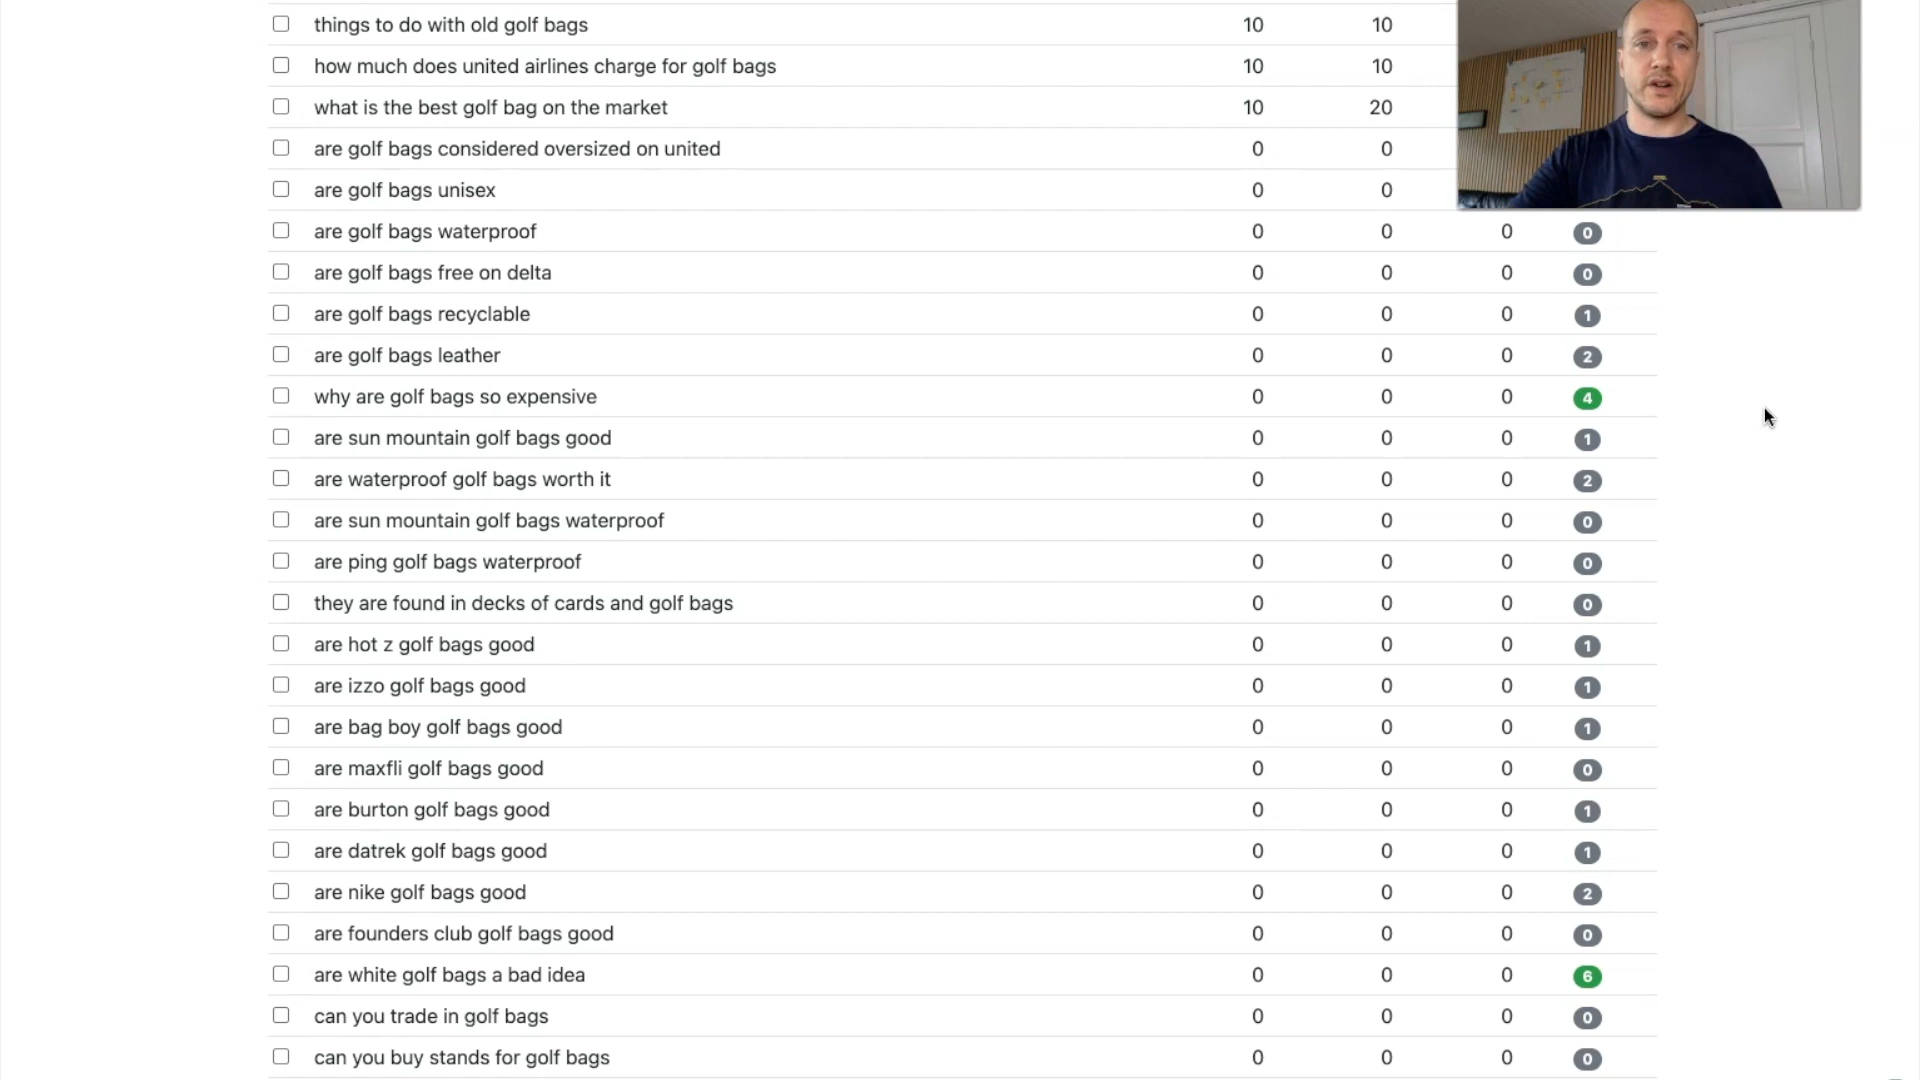 things to do with old golf bags 10 10
how much does united airlines charge for golf bags 10 10
what is the best golf bag on the market 10 20
are golf bags considered oversized on united 0 0
are golf bags unisex 0 0
are golf bags waterproof 0 0 0 0
are golf bags free on delta 0 0 0 0
are golf bags recyclable 0 0 0 1
are golf bags leather 0 0 0 2
why are golf bags so expensive 0 0 0 4
are sun mountain golf bags good 0 0 0 1
are waterproof golf bags worth it 0 0 0 2
are sun mountain golf bags waterproof 0 0 0 0
are ping golf bags waterproof 0 0 0 0
they are found in decks of cards and golf bags 0 0 0 0
are hot z golf bags good 0 0 0 1
are izzo golf bags good 0 0 0 1
are bag boy golf bags good 0 0 0 1
are maxfli golf bags good 0 0 0 0
are burton golf bags good 0 0 0 1
are datrek golf bags good 0 0 0 1
are nike golf bags good 0 0 0 2
are founders club golf bags good 0 0 0 0
are white golf bags a bad idea 0 0 0 6
can you trade in golf bags 0 0 0 0
can you buy stands for golf bags 0 0 0 0